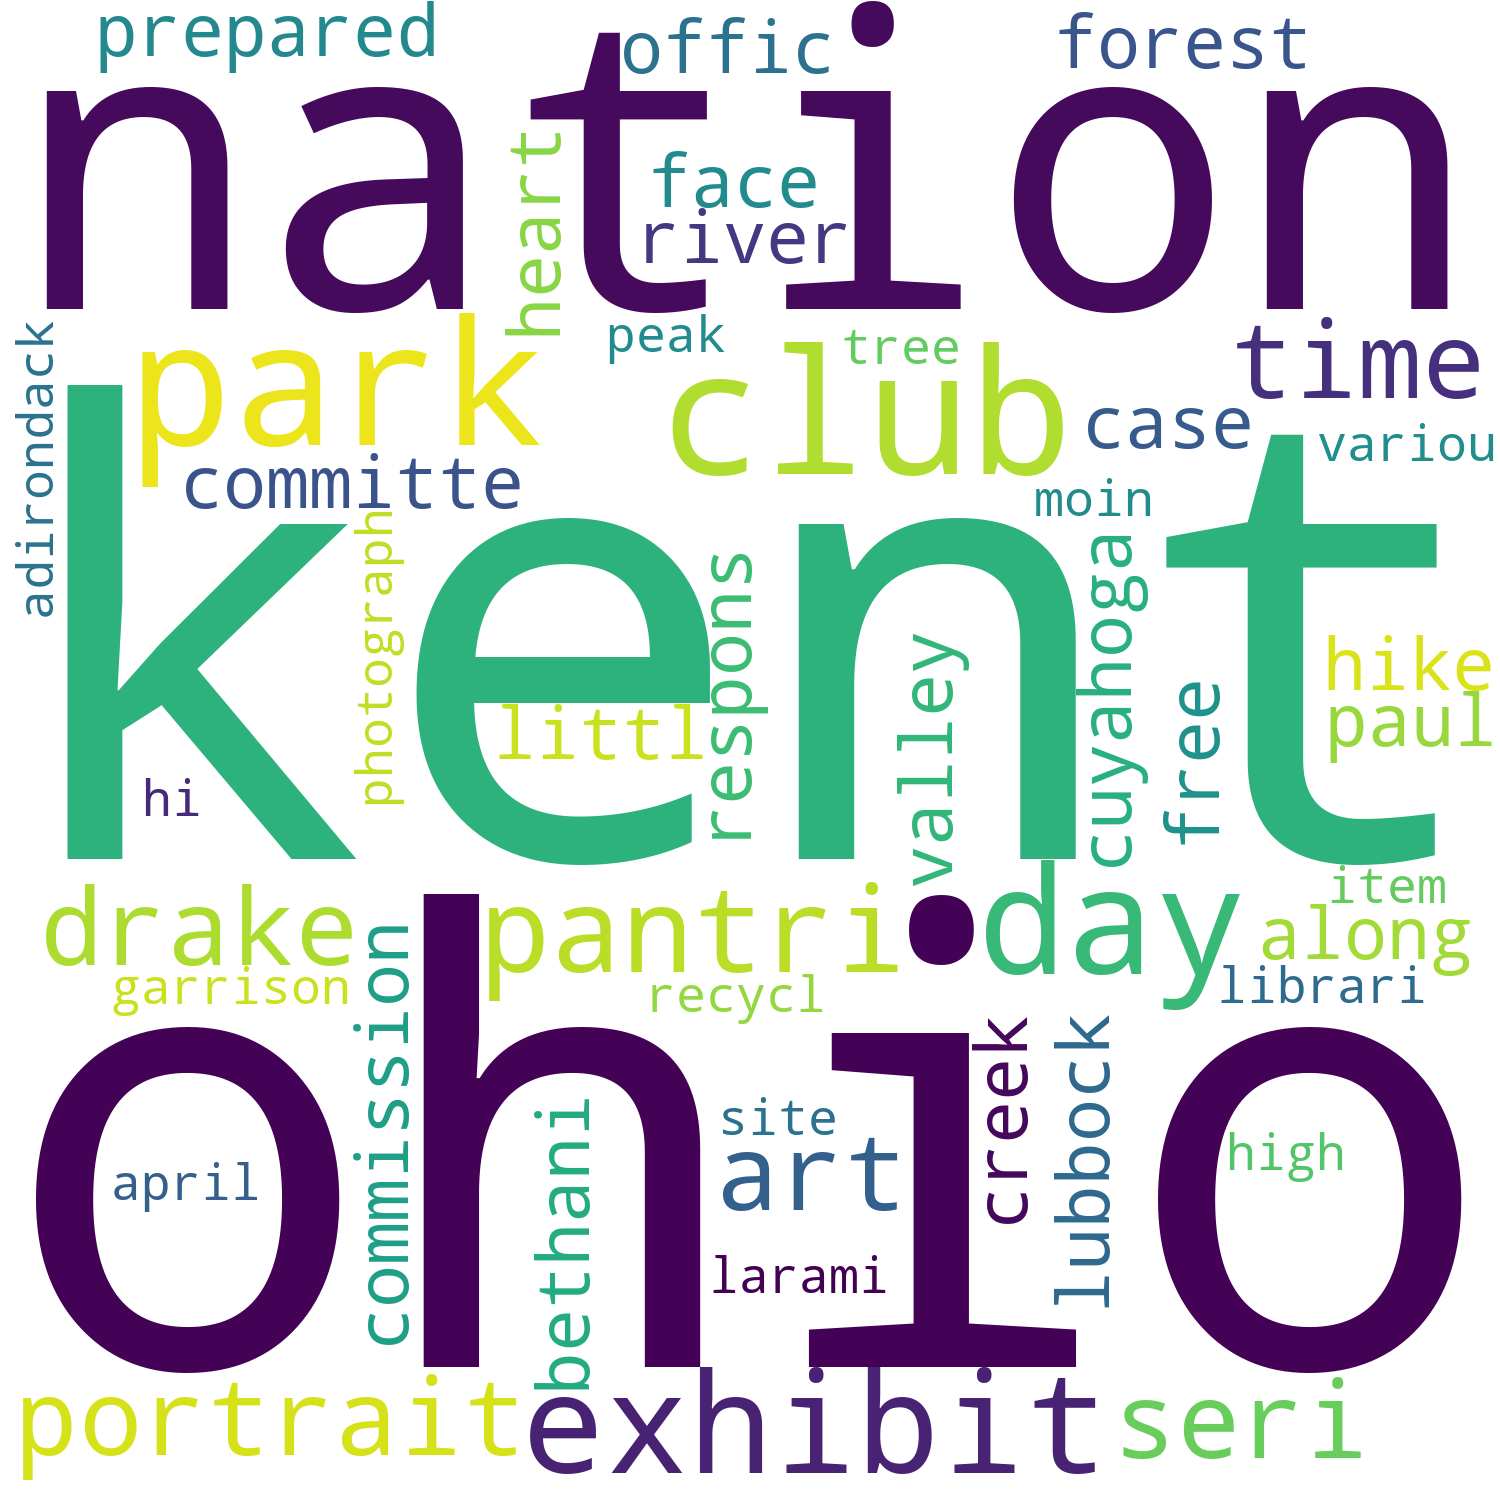 prepared
offic
forest
nation
heart
face
river
adirondack
park
peak
club
tree
time
committe
case
variou
moin
kent
photograph
respons
littl
valley
cuyahoga
free
hike
paul
hi
drake
pantri
day
item
along
garrison
recycl
librari
commission
ohio
bethani
site
art
creek
lubbock
high
april
larami
portrait
exhibit
seri